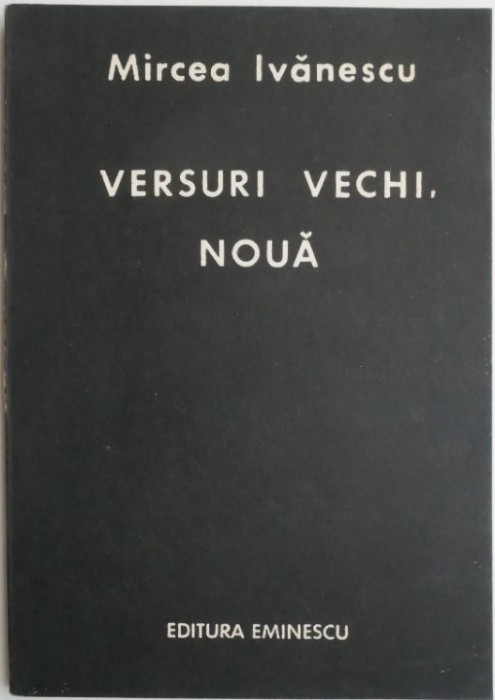 Mircea Ivănescu
VERSURI VECHI,
NOUĂ
EDITURA EMINESCU